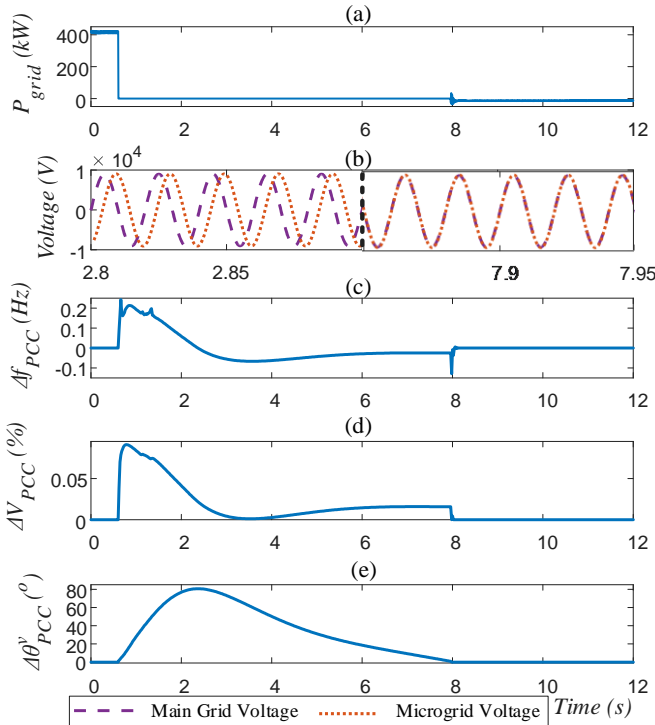 (a)
P_grid (kW)
400
200
0
0 2 4 6 8 10 12
(b)
× 10^4
Voltage (V)
1
0
-1
2.8 2.85 7.9 7.95
(c)
Δf_PCC (Hz)
0.2
0.1
0
-0.1
0 2 4 6 8 10 12
(d)
ΔV_PCC (%)
0.05
0
0 2 4 6 8 10 12
(e)
Δθ^v_PCC (°)
80
60
40
20
0
0 2 4 6 8 10 12
Main Grid Voltage Microgrid Voltage Time (s)